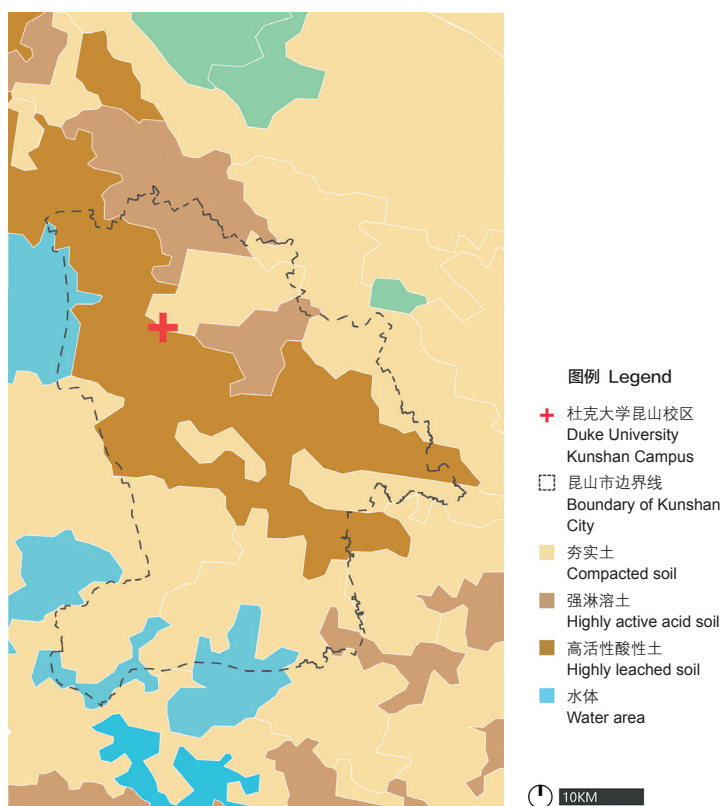 图例 Legend
杜克大学昆山校区
Duke University
Kunshan Campus
昆山市边界线
Boundary of Kunshan
City
夯实土
Compacted soil
强淋溶土
Highly active acid soil
高活性酸性土
Highly leached soil
水体
Water area
10KM